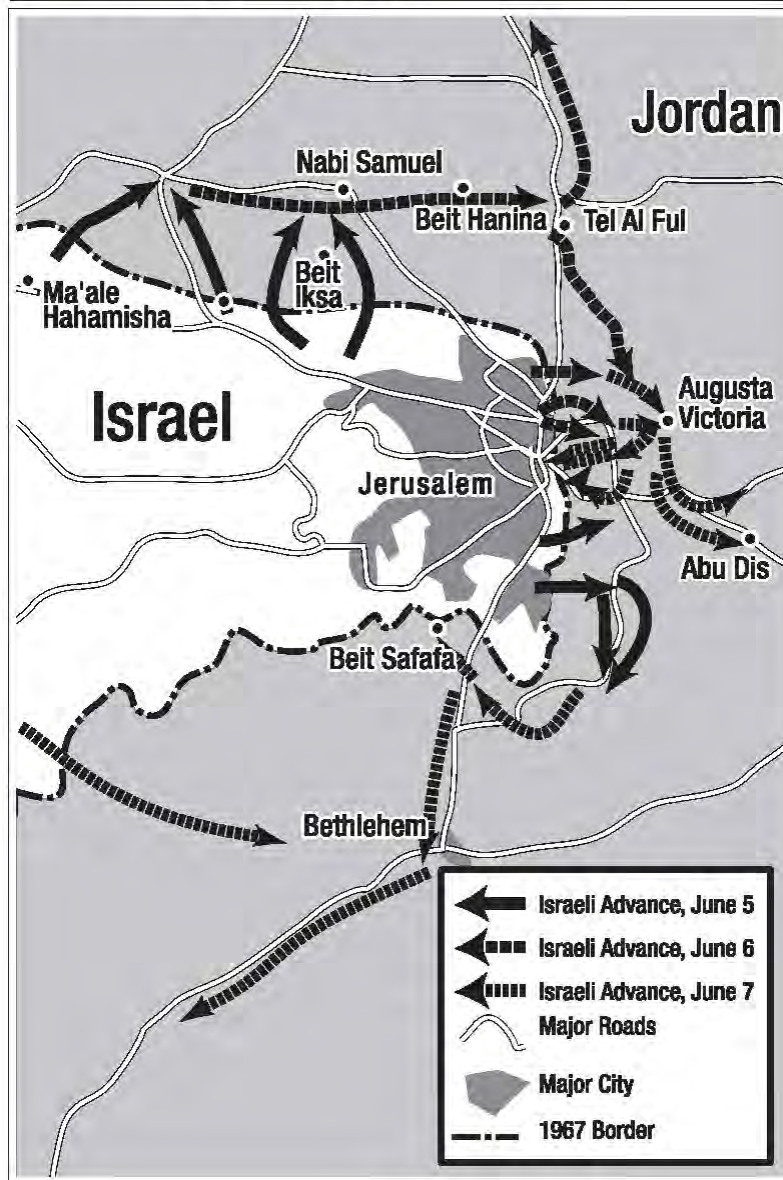 Jordan
Nabi Samuel
Beit Hanina
Tel Al Ful
Beit
Iksa
Ma'ale
Hahamisha
Israel
Augusta
Victoria
Jerusalem
Abu Dis
Beit Safafa
Bethlehem
Israeli Advance, June 5
Israeli Advance, June 6
Israeli Advance, June 7
Major Roads
Major City
1967 Border